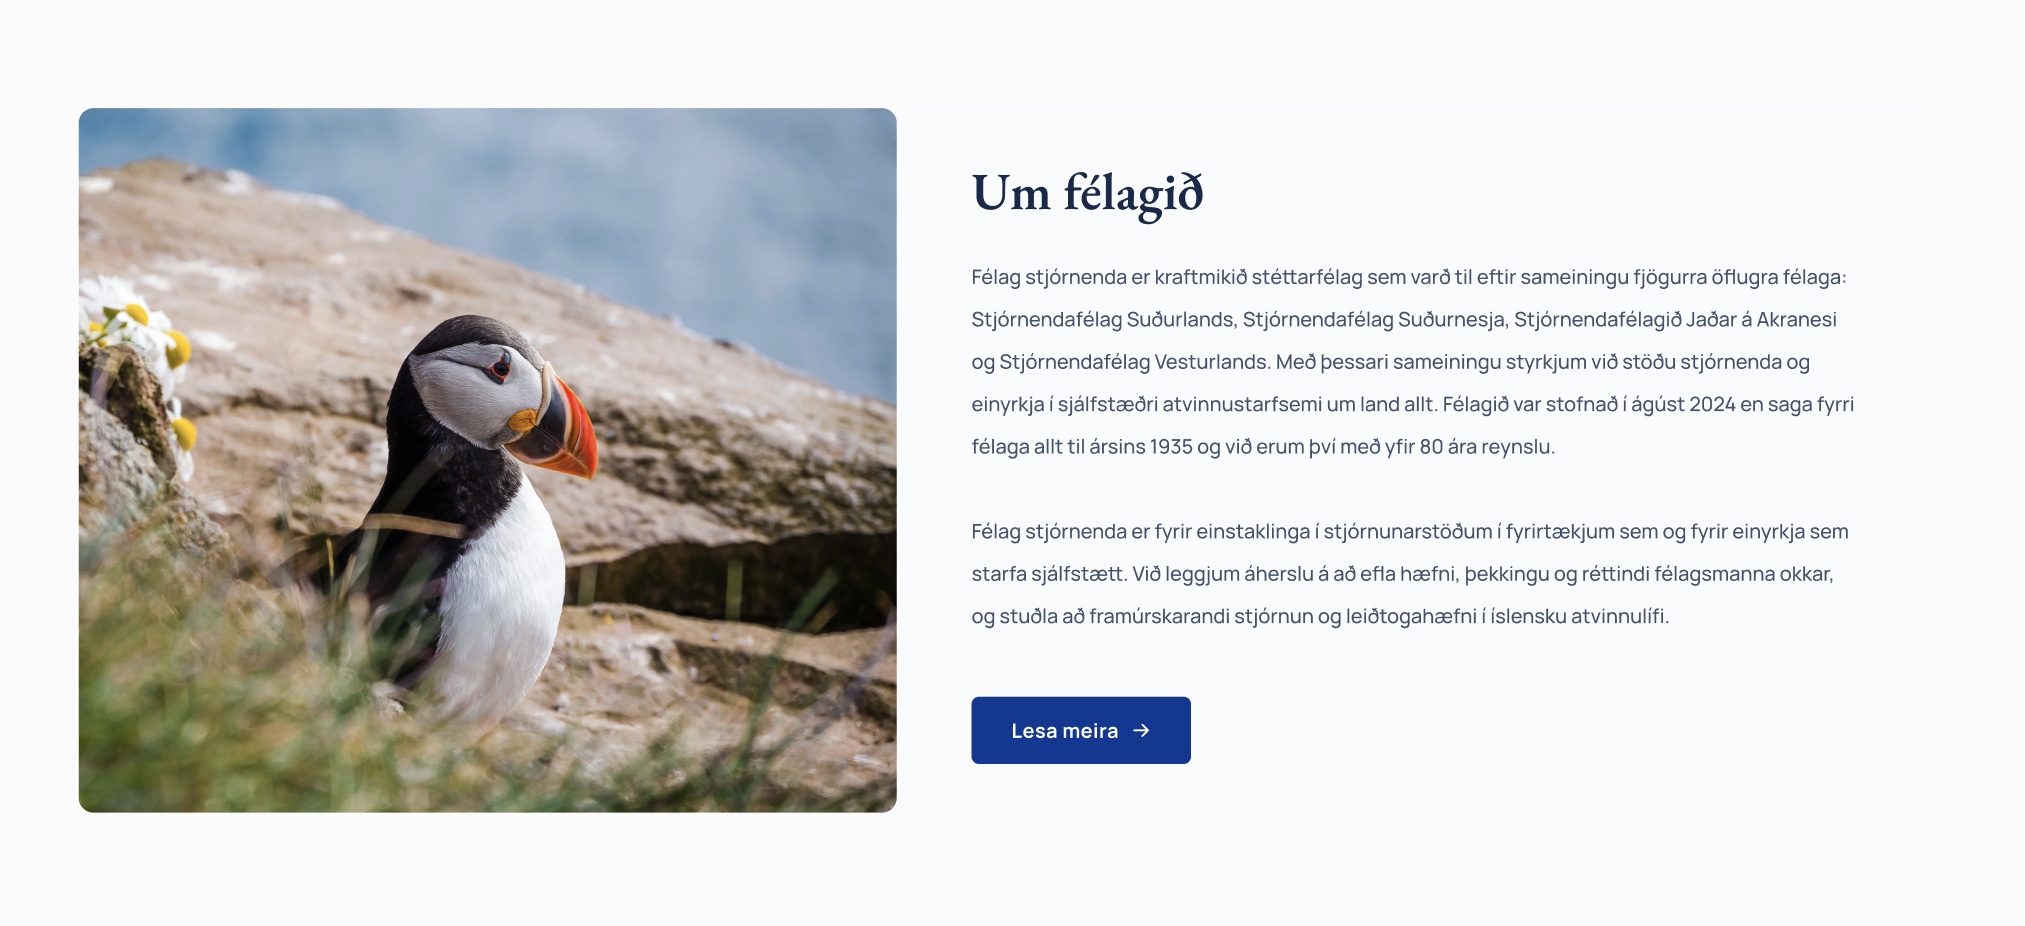 Um félagið
Félag stjórnenda er kraftmikið stéttarfélag sem varð til eftir sameiningu fjögurra öflugra félaga:
Stjórnendafélag Suðurlands, Stjórnendafélag Suðurnesja, Stjórnendafélagið Jaðar á Akranesi
og Stjórnendafélag Vesturlands. Með þessari sameiningu styrkjum við stöðu stjórnenda og
einyrkja í sjálfstæðri atvinnustarfsemi um land allt. Félagið var stofnað í ágúst 2024 en saga fyrri
félaga allt til ársins 1935 og við erum því með yfir 80 ára reynslu.
Félag stjórnenda er fyrir einstaklinga í stjórnunarstöðum í fyrirtækjum sem og fyrir einyrkja sem
starfa sjálfstætt. Við leggjum áherslu á að efla hæfni, þekkingu og réttindi félagsmanna okkar,
og stuðla að framúrskarandi stjórnun og leiðtogahæfni í íslensku atvinnulífi.
Lesa meira →